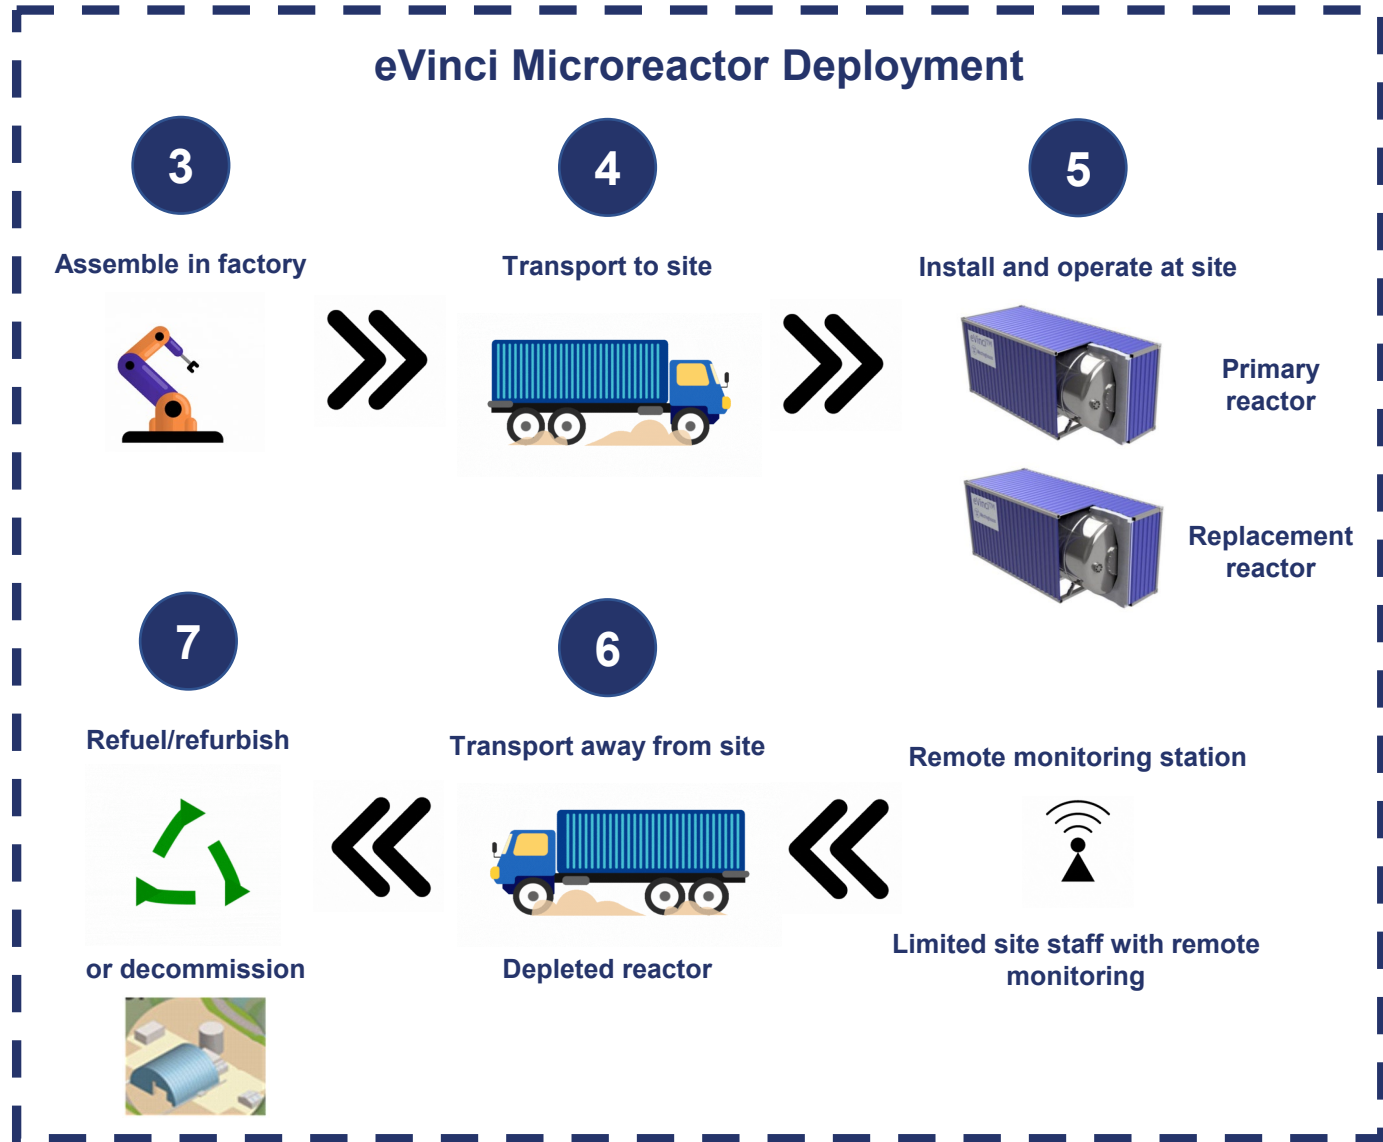 eVinci Microreactor Deployment
3
4
5
Assemble in factory
Transport to site
Install and operate at site
eVinci™
Primary
reactor
eVinci™
Replacement
reactor
7
6
Refuel/refurbish
Transport away from site
Remote monitoring station
or decommission
Depleted reactor
Limited site staff with remote
monitoring